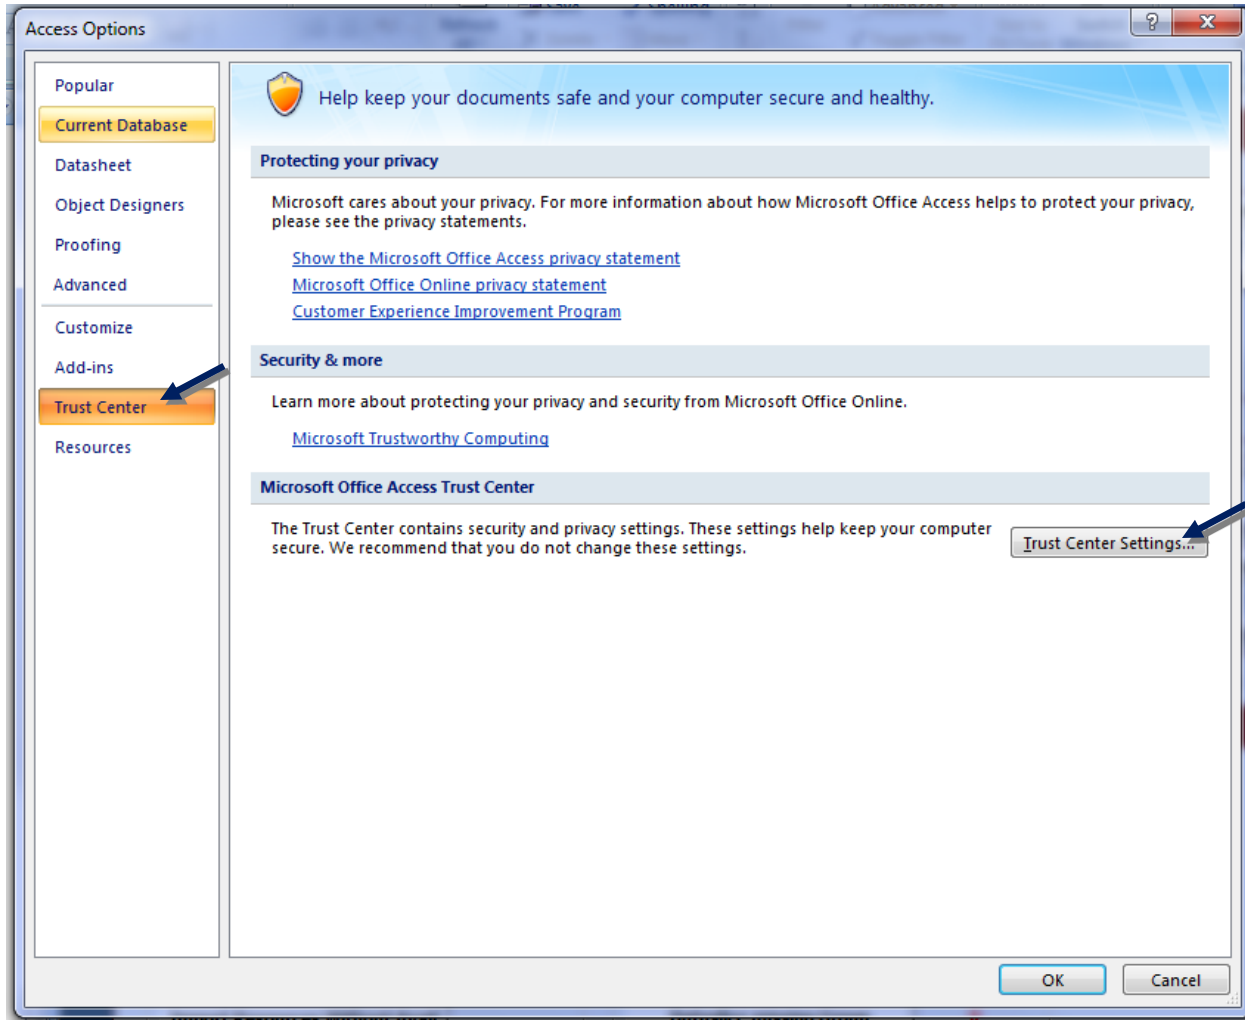 Access Options
Popular
Current Database
Datasheet
Object Designers
Proofing
Advanced
Customize
Add-ins
Trust Center
Resources
Help keep your documents safe and your computer secure and healthy.
Protecting your privacy
Microsoft cares about your privacy. For more information about how Microsoft Office Access helps to protect your privacy,
please see the privacy statements.
Show the Microsoft Office Access privacy statement
Microsoft Office Online privacy statement
Customer Experience Improvement Program
Security & more
Learn more about protecting your privacy and security from Microsoft Office Online.
Microsoft Trustworthy Computing
Microsoft Office Access Trust Center
The Trust Center contains security and privacy settings. These settings help keep your computer
secure. We recommend that you do not change these settings.
Trust Center Settings...
OK
Cancel